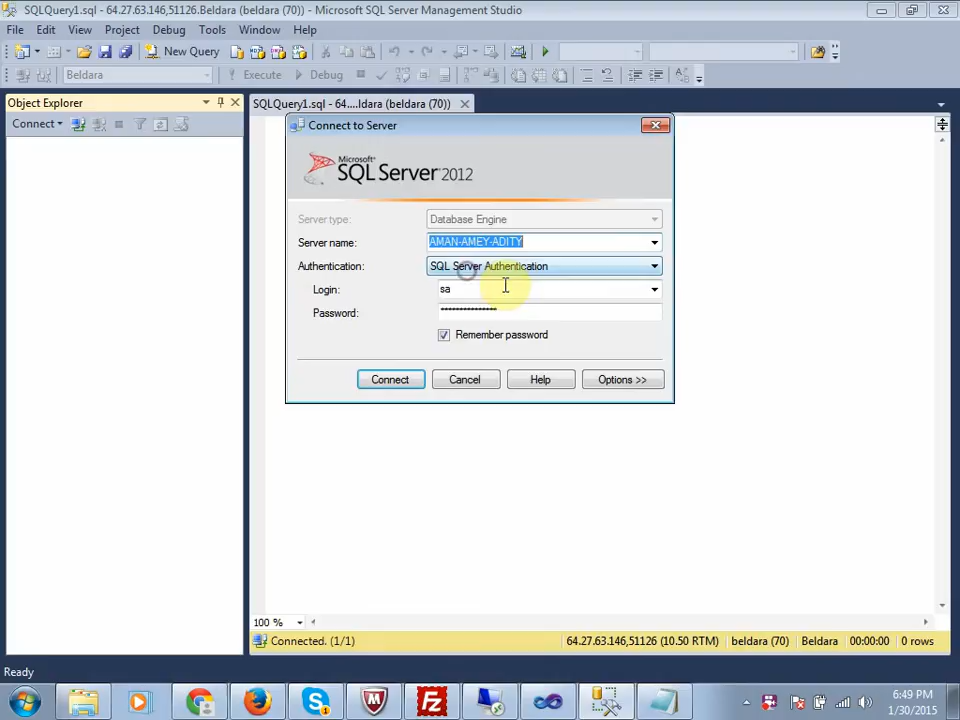 SQLQuery1.sql - 64.27.63.146,51126.Beldara (beldara (70)) - Microsoft SQL Server Management Studio
File Edit View Project Debug Tools Window Help
New Query
Beldara Execute Debug
Object Explorer
SQLQuery1.sql - 64....ldara (beldara (70))
Connect
Connect to Server
Microsoft
SQL Server 2012
Server type: Database Engine
Server name: AMAN-AMEY-ADITY
Authentication: SQL Server Authentication
Login: sa
Password: ***************
Remember password
Connect Cancel Help Options >>
100 %
Connected. (1/1) 64.27.63.146,51126 (10.50 RTM) beldara (70) Beldara 00:00:00 0 rows
Ready
6:49 PM
1/30/2015